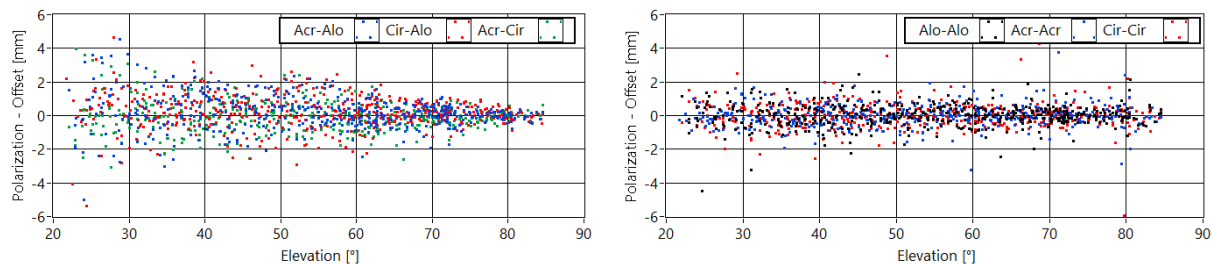 Polarization - Offset [mm]
6
4
2
0
-2
-4
-6
Acr-Alo Cir-Alo Acr-Cir
20 30 40 50 60 70 80 90
Elevation [°]
Polarization - Offset [mm]
6
4
2
0
-2
-4
-6
Alo-Alo Acr-Acr Cir-Cir
20 30 40 50 60 70 80 90
Elevation [°]